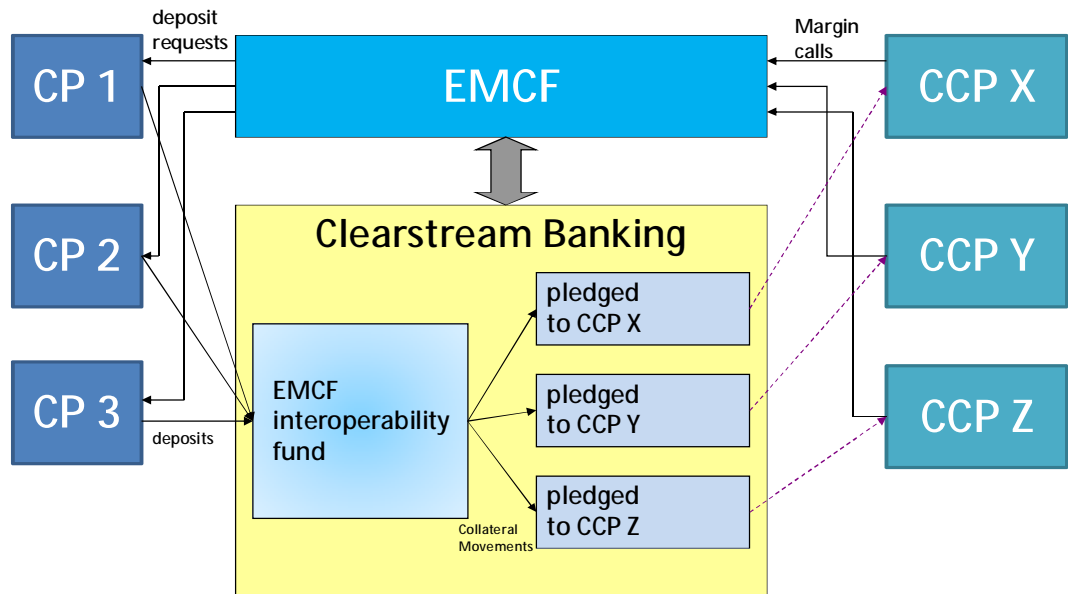 deposit
requests
Margin
calls
CP 1
EMCF
CCP X
CP 2
Clearstream Banking
CCP Y
pledged
to CCP X
CP 3
EMCF
interoperability
fund
pledged
to CCP Y
CCP Z
deposits
pledged
to CCP Z
Collateral
Movements